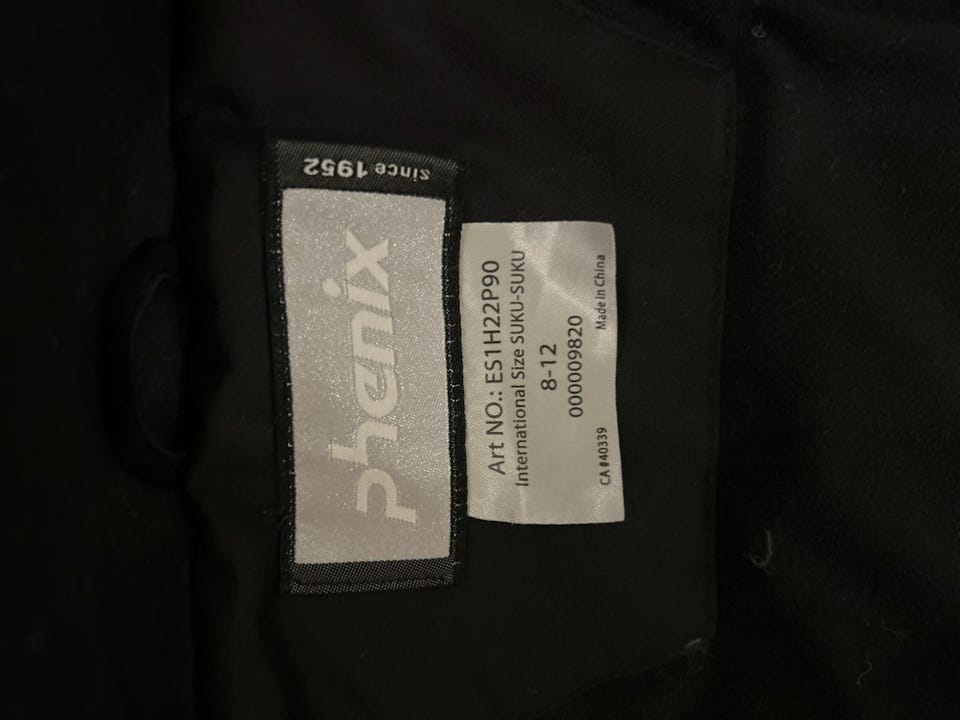 since 1952
phenix
Art NO.: ES1H22P90
International Size SUKU-SUKU
8-12
000009820
CA #40339 Made in China